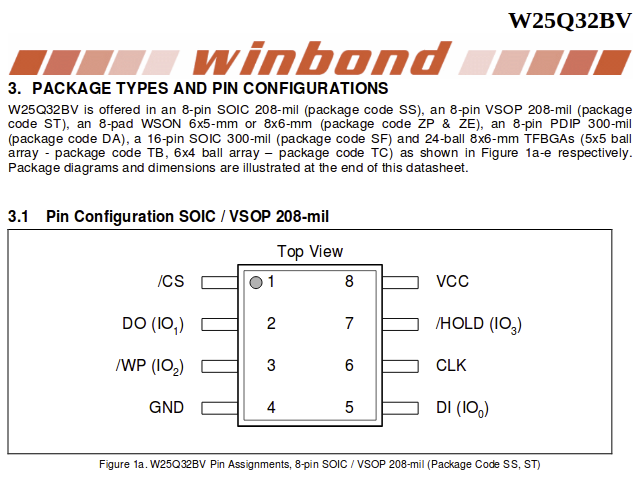 W25Q32BV
winbond
3. PACKAGE TYPES AND PIN CONFIGURATIONS
W25Q32BV is offered in an 8-pin SOIC 208-mil (package code SS), an 8-pin VSOP 208-mil (package
code ST), an 8-pad WSON 6x5-mm or 8x6-mm (package code ZP & ZE), an 8-pin PDIP 300-mil
(package code DA), a 16-pin SOIC 300-mil (package code SF) and 24-ball 8x6-mm TFBGAs (5x5 ball
array - package code TB, 6x4 ball array – package code TC) as shown in Figure 1a-e respectively.
Package diagrams and dimensions are illustrated at the end of this datasheet.
3.1 Pin Configuration SOIC / VSOP 208-mil
Top View
/CS 1 8 VCC
DO (IO1) 2 7 /HOLD (IO3)
/WP (IO2) 3 6 CLK
GND 4 5 DI (IO0)
Figure 1a. W25Q32BV Pin Assignments, 8-pin SOIC / VSOP 208-mil (Package Code SS, ST)